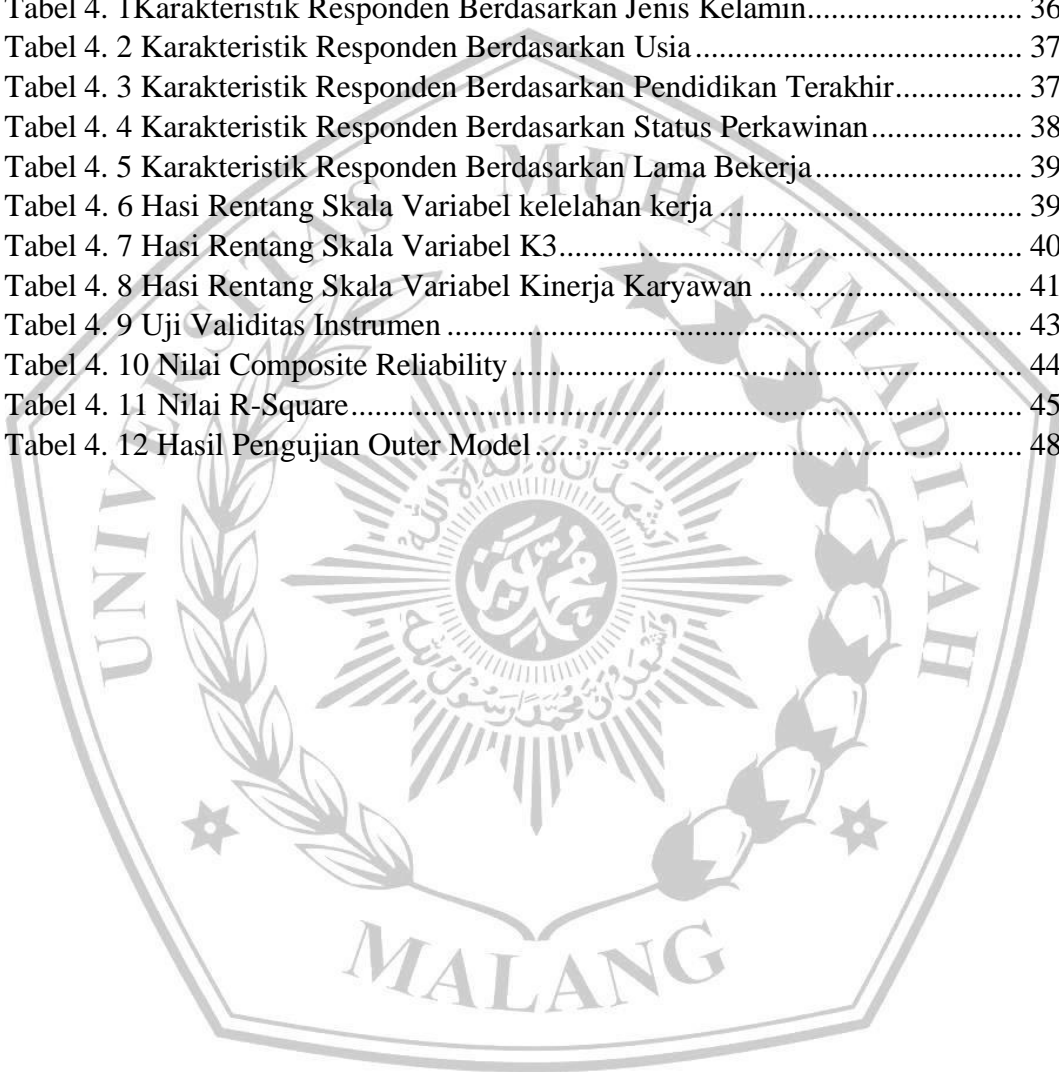 Tabel 4. 1Karakteristik Responden Berdasarkan Jenis Kelamin............................... 36
Tabel 4. 2 Karakteristik Responden Berdasarkan Usia............................................... 37
Tabel 4. 3 Karakteristik Responden Berdasarkan Pendidikan Terakhir.................. 37
Tabel 4. 4 Karakteristik Responden Berdasarkan Status Perkawinan...................... 38
Tabel 4. 5 Karakteristik Responden Berdasarkan Lama Bekerja............................. 39
Tabel 4. 6 Hasi Rentang Skala Variabel kelelahan kerja........................................... 39
Tabel 4. 7 Hasi Rentang Skala Variabel K3................................................................. 40
Tabel 4. 8 Hasi Rentang Skala Variabel Kinerja Karyawan...................................... 41
Tabel 4. 9 Uji Validitas Instrumen................................................................................. 43
Tabel 4. 10 Nilai Composite Reliability........................................................................ 44
Tabel 4. 11 Nilai R-Square............................................................................................... 45
Tabel 4. 12 Hasil Pengujian Outer Model..................................................................... 48
UNIVERSITAS MUHAMMADIYAH
MALANG